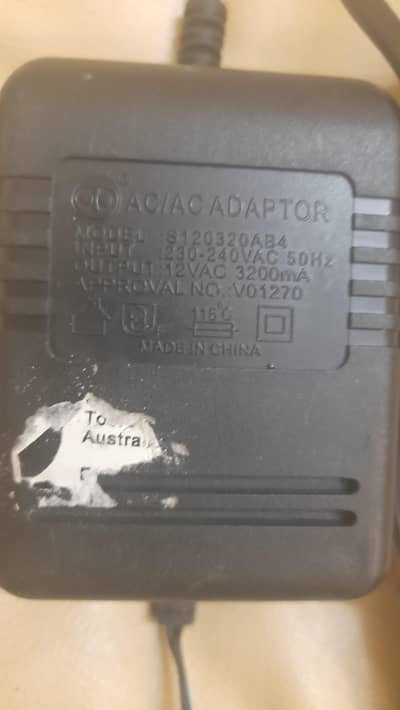 AC/AC ADAPTOR
MODEL :S120320AB4
INPUT :230-240VAC 50Hz
OUTPUT:12VAC 3200mA
APPROVAL NO.:V01270
115°C
MADE IN CHINA
To
Austra